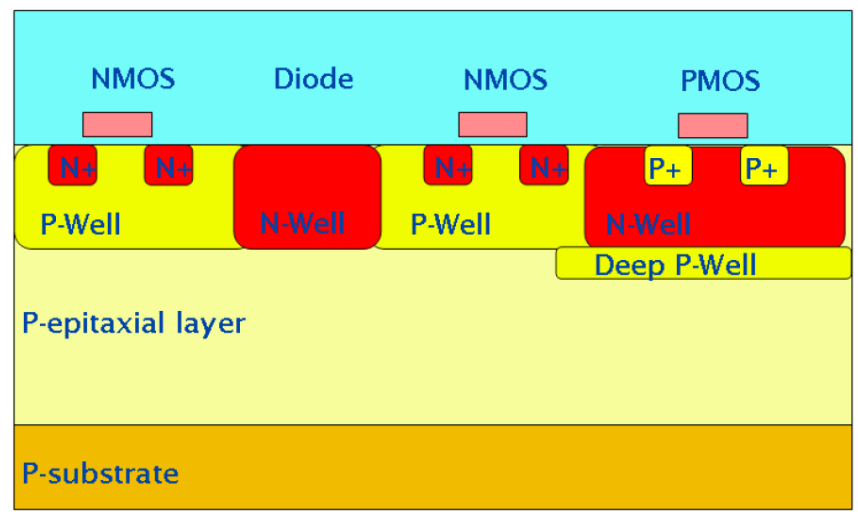 NMOS Diode NMOS PMOS
N+ N+ N+ N+ P+ P+
P-Well N-Well P-Well N-Well
Deep P-Well
P-epitaxial layer
P-substrate